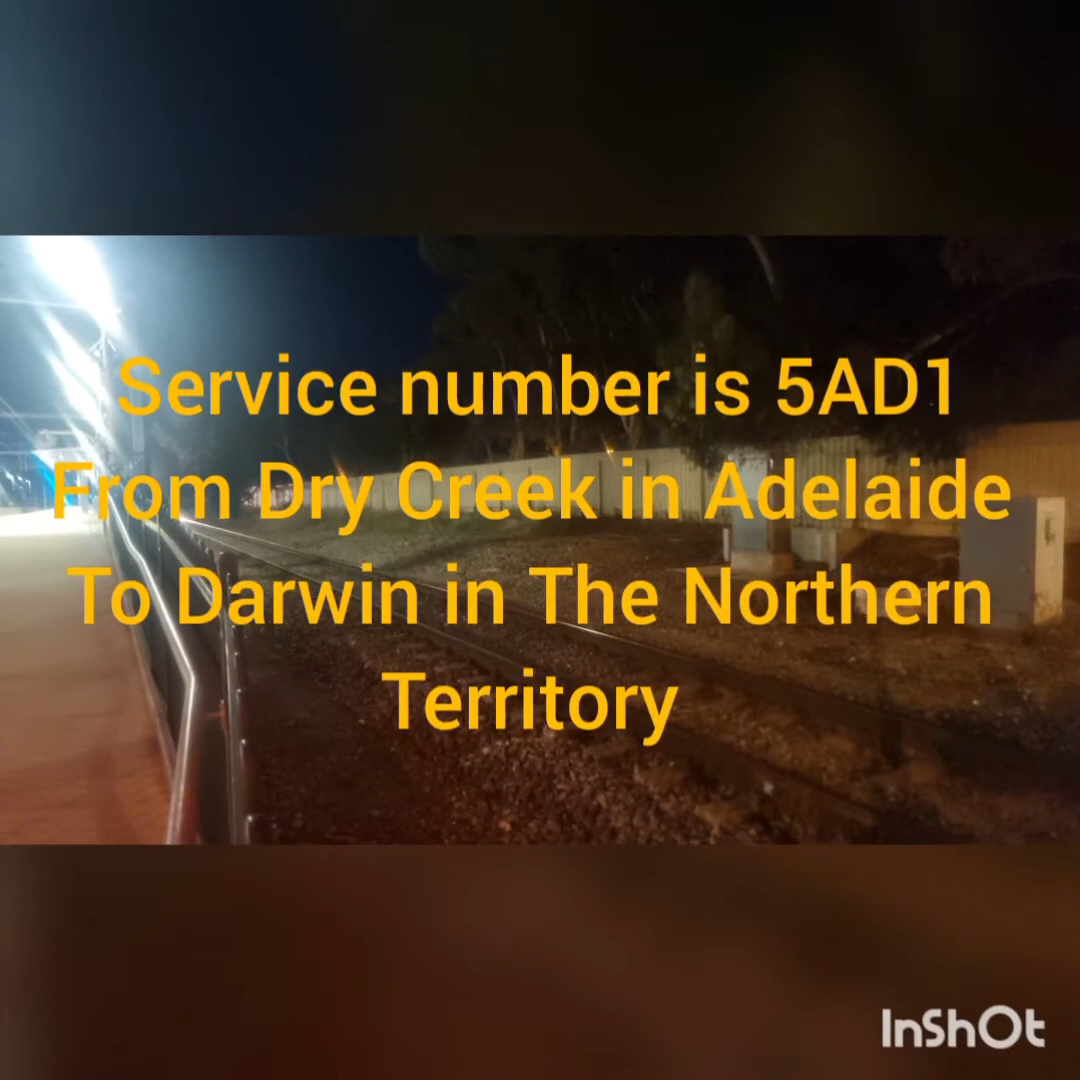 Service number is 5AD1
From Dry Creek in Adelaide
To Darwin in The Northern
Territory
InShOt